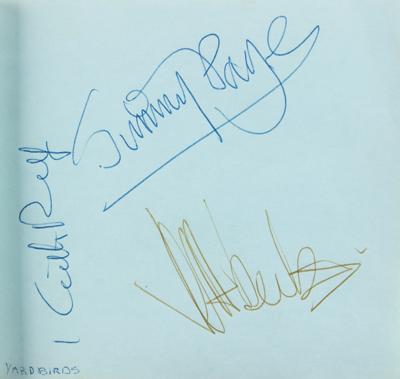 Jimmy Page
Keith Relf
YARDBIRDS